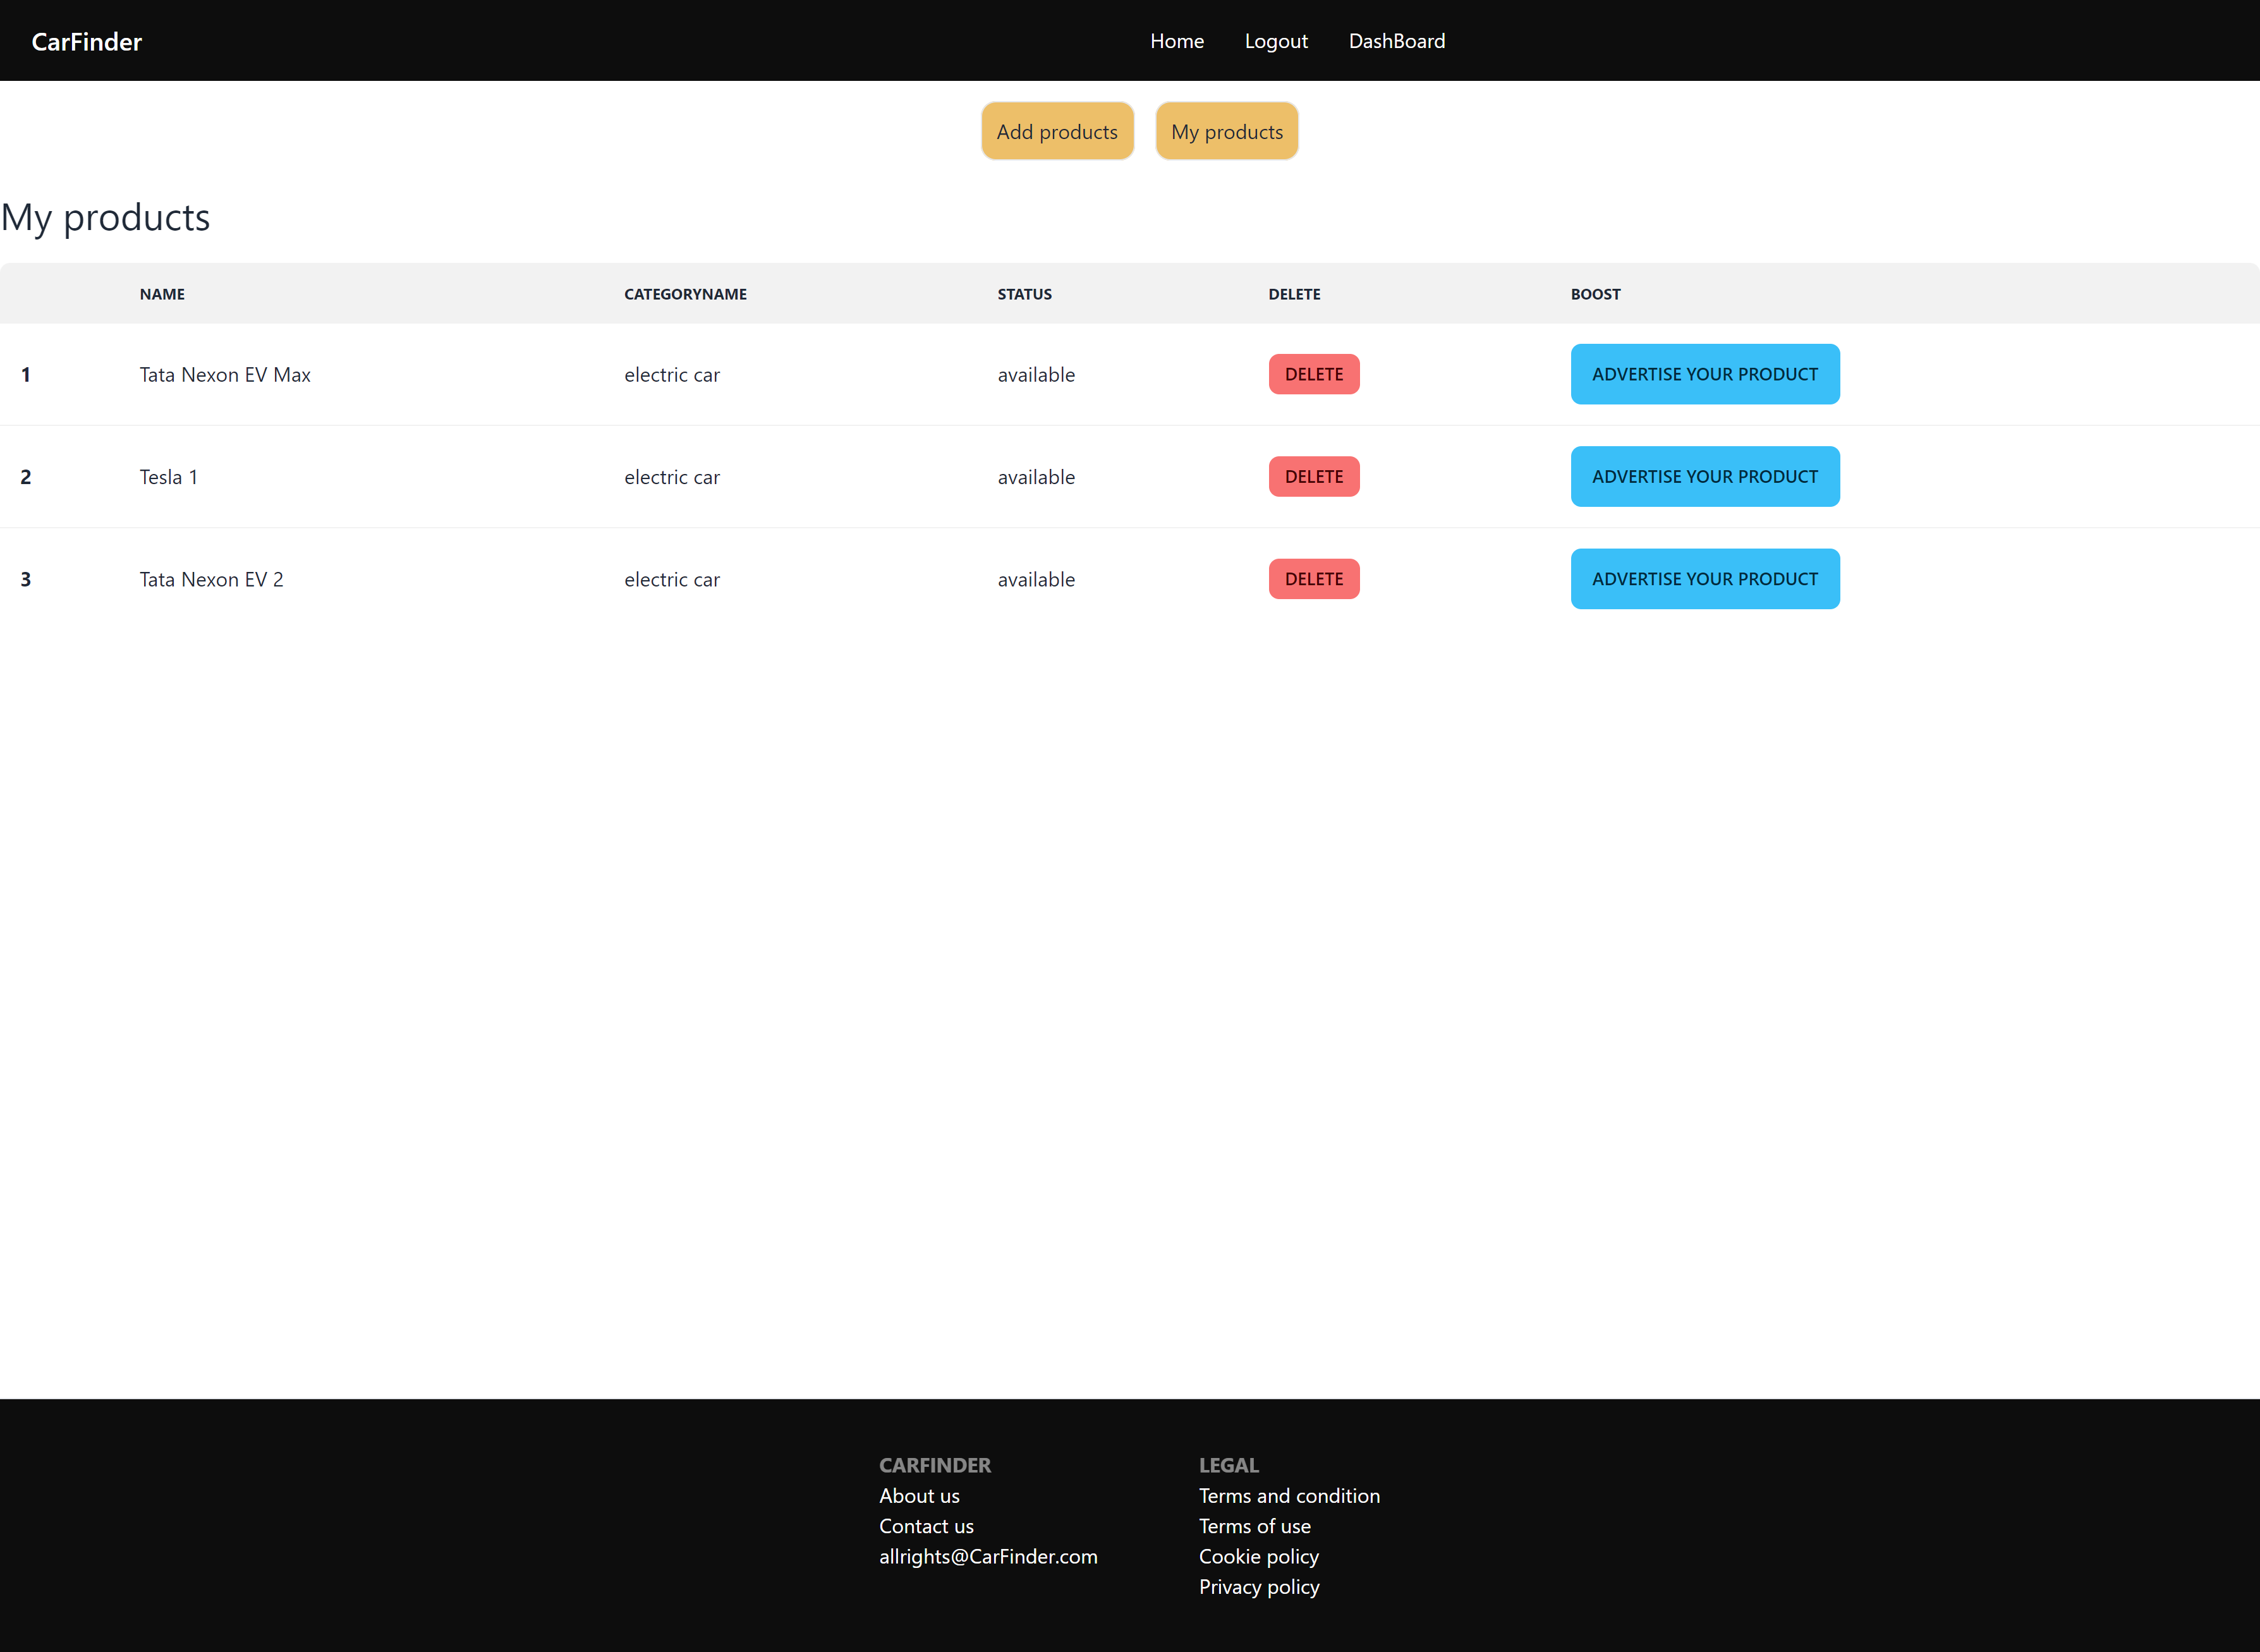 CarFinder Home Logout DashBoard
Add products My products
My products
NAME CATEGORYNAME STATUS DELETE BOOST
1 Tata Nexon EV Max electric car available DELETE ADVERTISE YOUR PRODUCT
2 Tesla 1 electric car available DELETE ADVERTISE YOUR PRODUCT
3 Tata Nexon EV 2 electric car available DELETE ADVERTISE YOUR PRODUCT
CARFINDER
About us
Contact us
allrights@CarFinder.com
LEGAL
Terms and condition
Terms of use
Cookie policy
Privacy policy